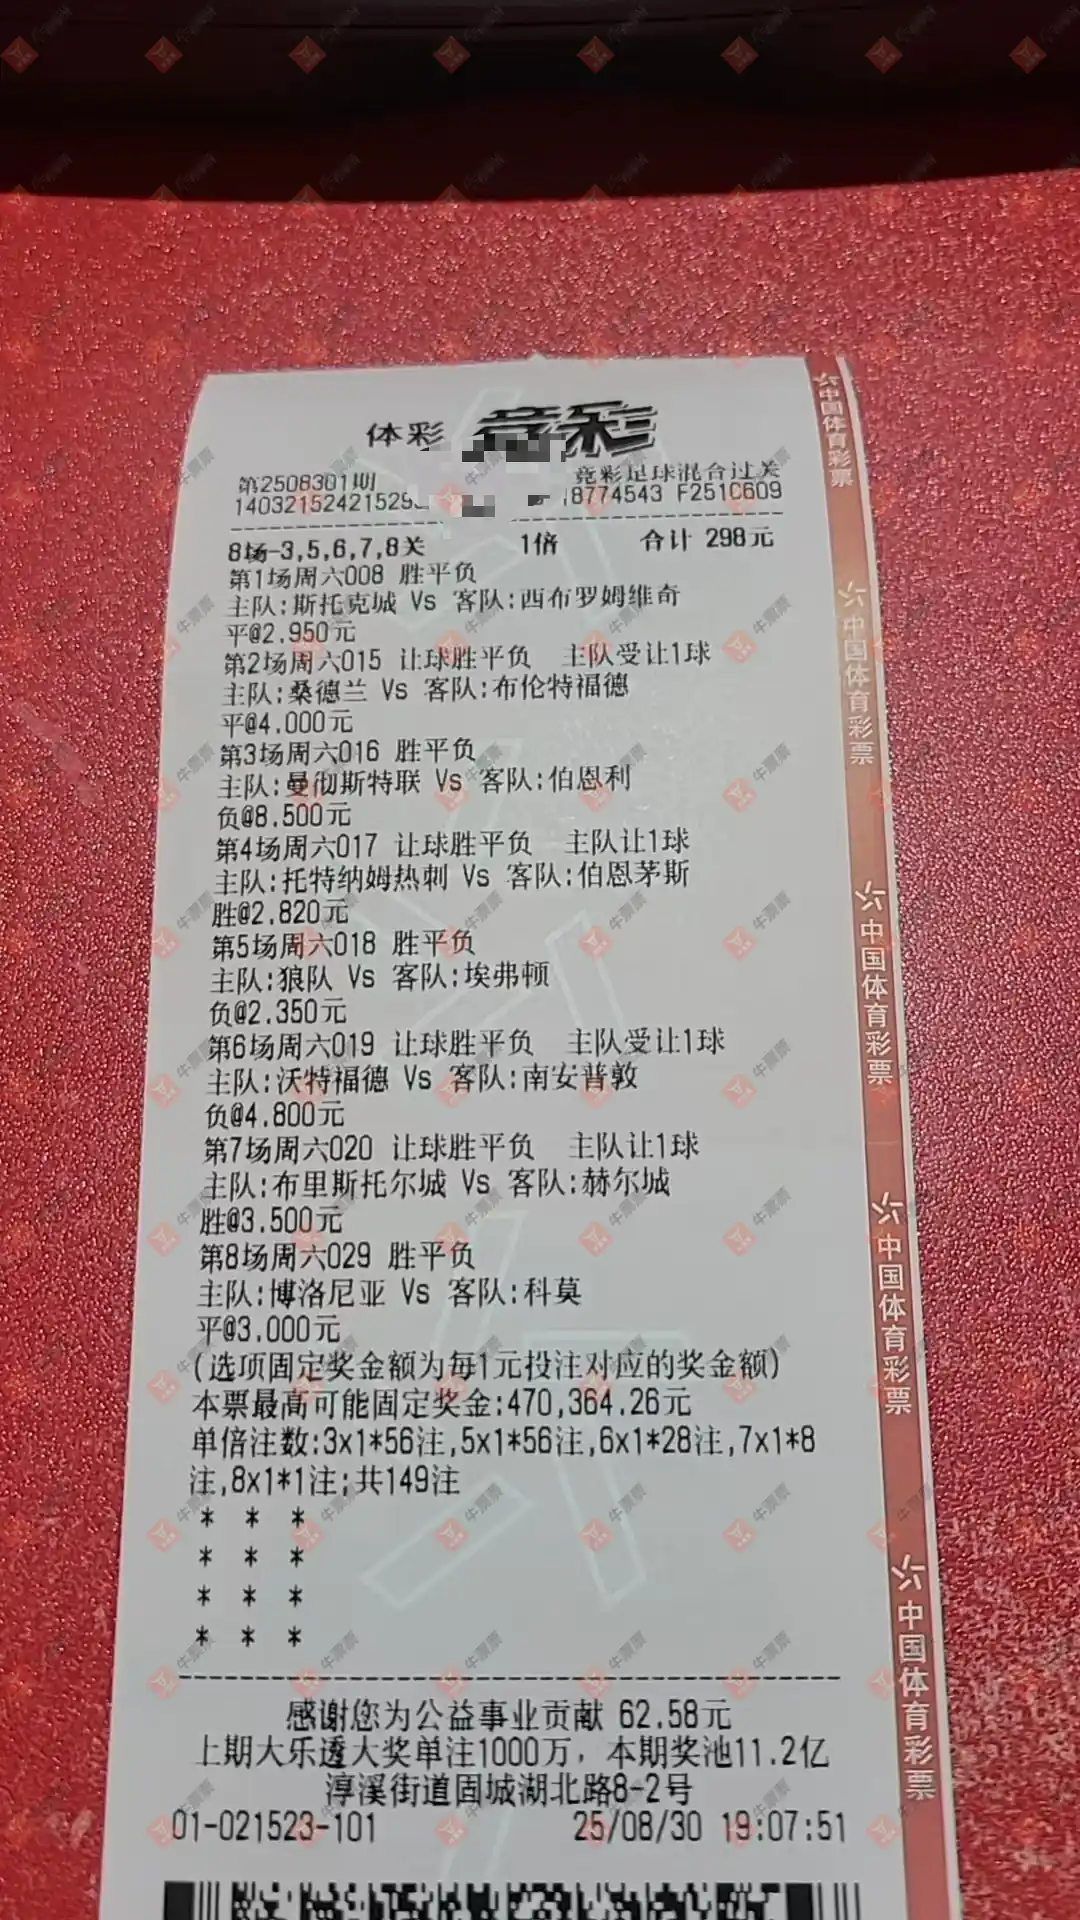 体彩 竞彩
第2508301期 竞彩足球混合过关
14032152421529 18774543 F251C609
8场-3,5,6,7,8关 1倍 合计 298元
第1场周六008 胜平负
主队:斯托克城 Vs 客队:西布罗姆维奇
平@2.950元
第2场周六015 让球胜平负 主队受让1球
主队:桑德兰 Vs 客队:布伦特福德
平@4.000元
第3场周六016 胜平负
主队:曼彻斯特联 Vs 客队:伯恩利
负@8.500元
第4场周六017 让球胜平负 主队让1球
主队:托特纳姆热刺 Vs 客队:伯恩茅斯
胜@2.820元
第5场周六018 胜平负
主队:狼队 Vs 客队:埃弗顿
负@2.350元
第6场周六019 让球胜平负 主队受让1球
主队:沃特福德 Vs 客队:南安普敦
负@4.800元
第7场周六020 让球胜平负 主队让1球
主队:布里斯托尔城 Vs 客队:赫尔城
胜@3.500元
第8场周六029 胜平负
主队:博洛尼亚 Vs 客队:科莫
平@3.000元
(选项固定奖金额为每1元投注对应的奖金额)
本票最高可能固定奖金:470,364.26元
单倍注数:3x1*56注,5x1*56注,6x1*28注,7x1*8
注,8x1*1注;共149注
* * *
* * *
* * *
* * *
感谢您为公益事业贡献 62.58元
上期大乐透大奖单注1000万，本期奖池11.2亿
淳溪街道固城湖北路8-2号
01-021523-101 25/08/30 19:07:51
中国体育彩票
中国体育彩票
中国体育彩票
中国体育彩票
中国体育彩票
牛票票